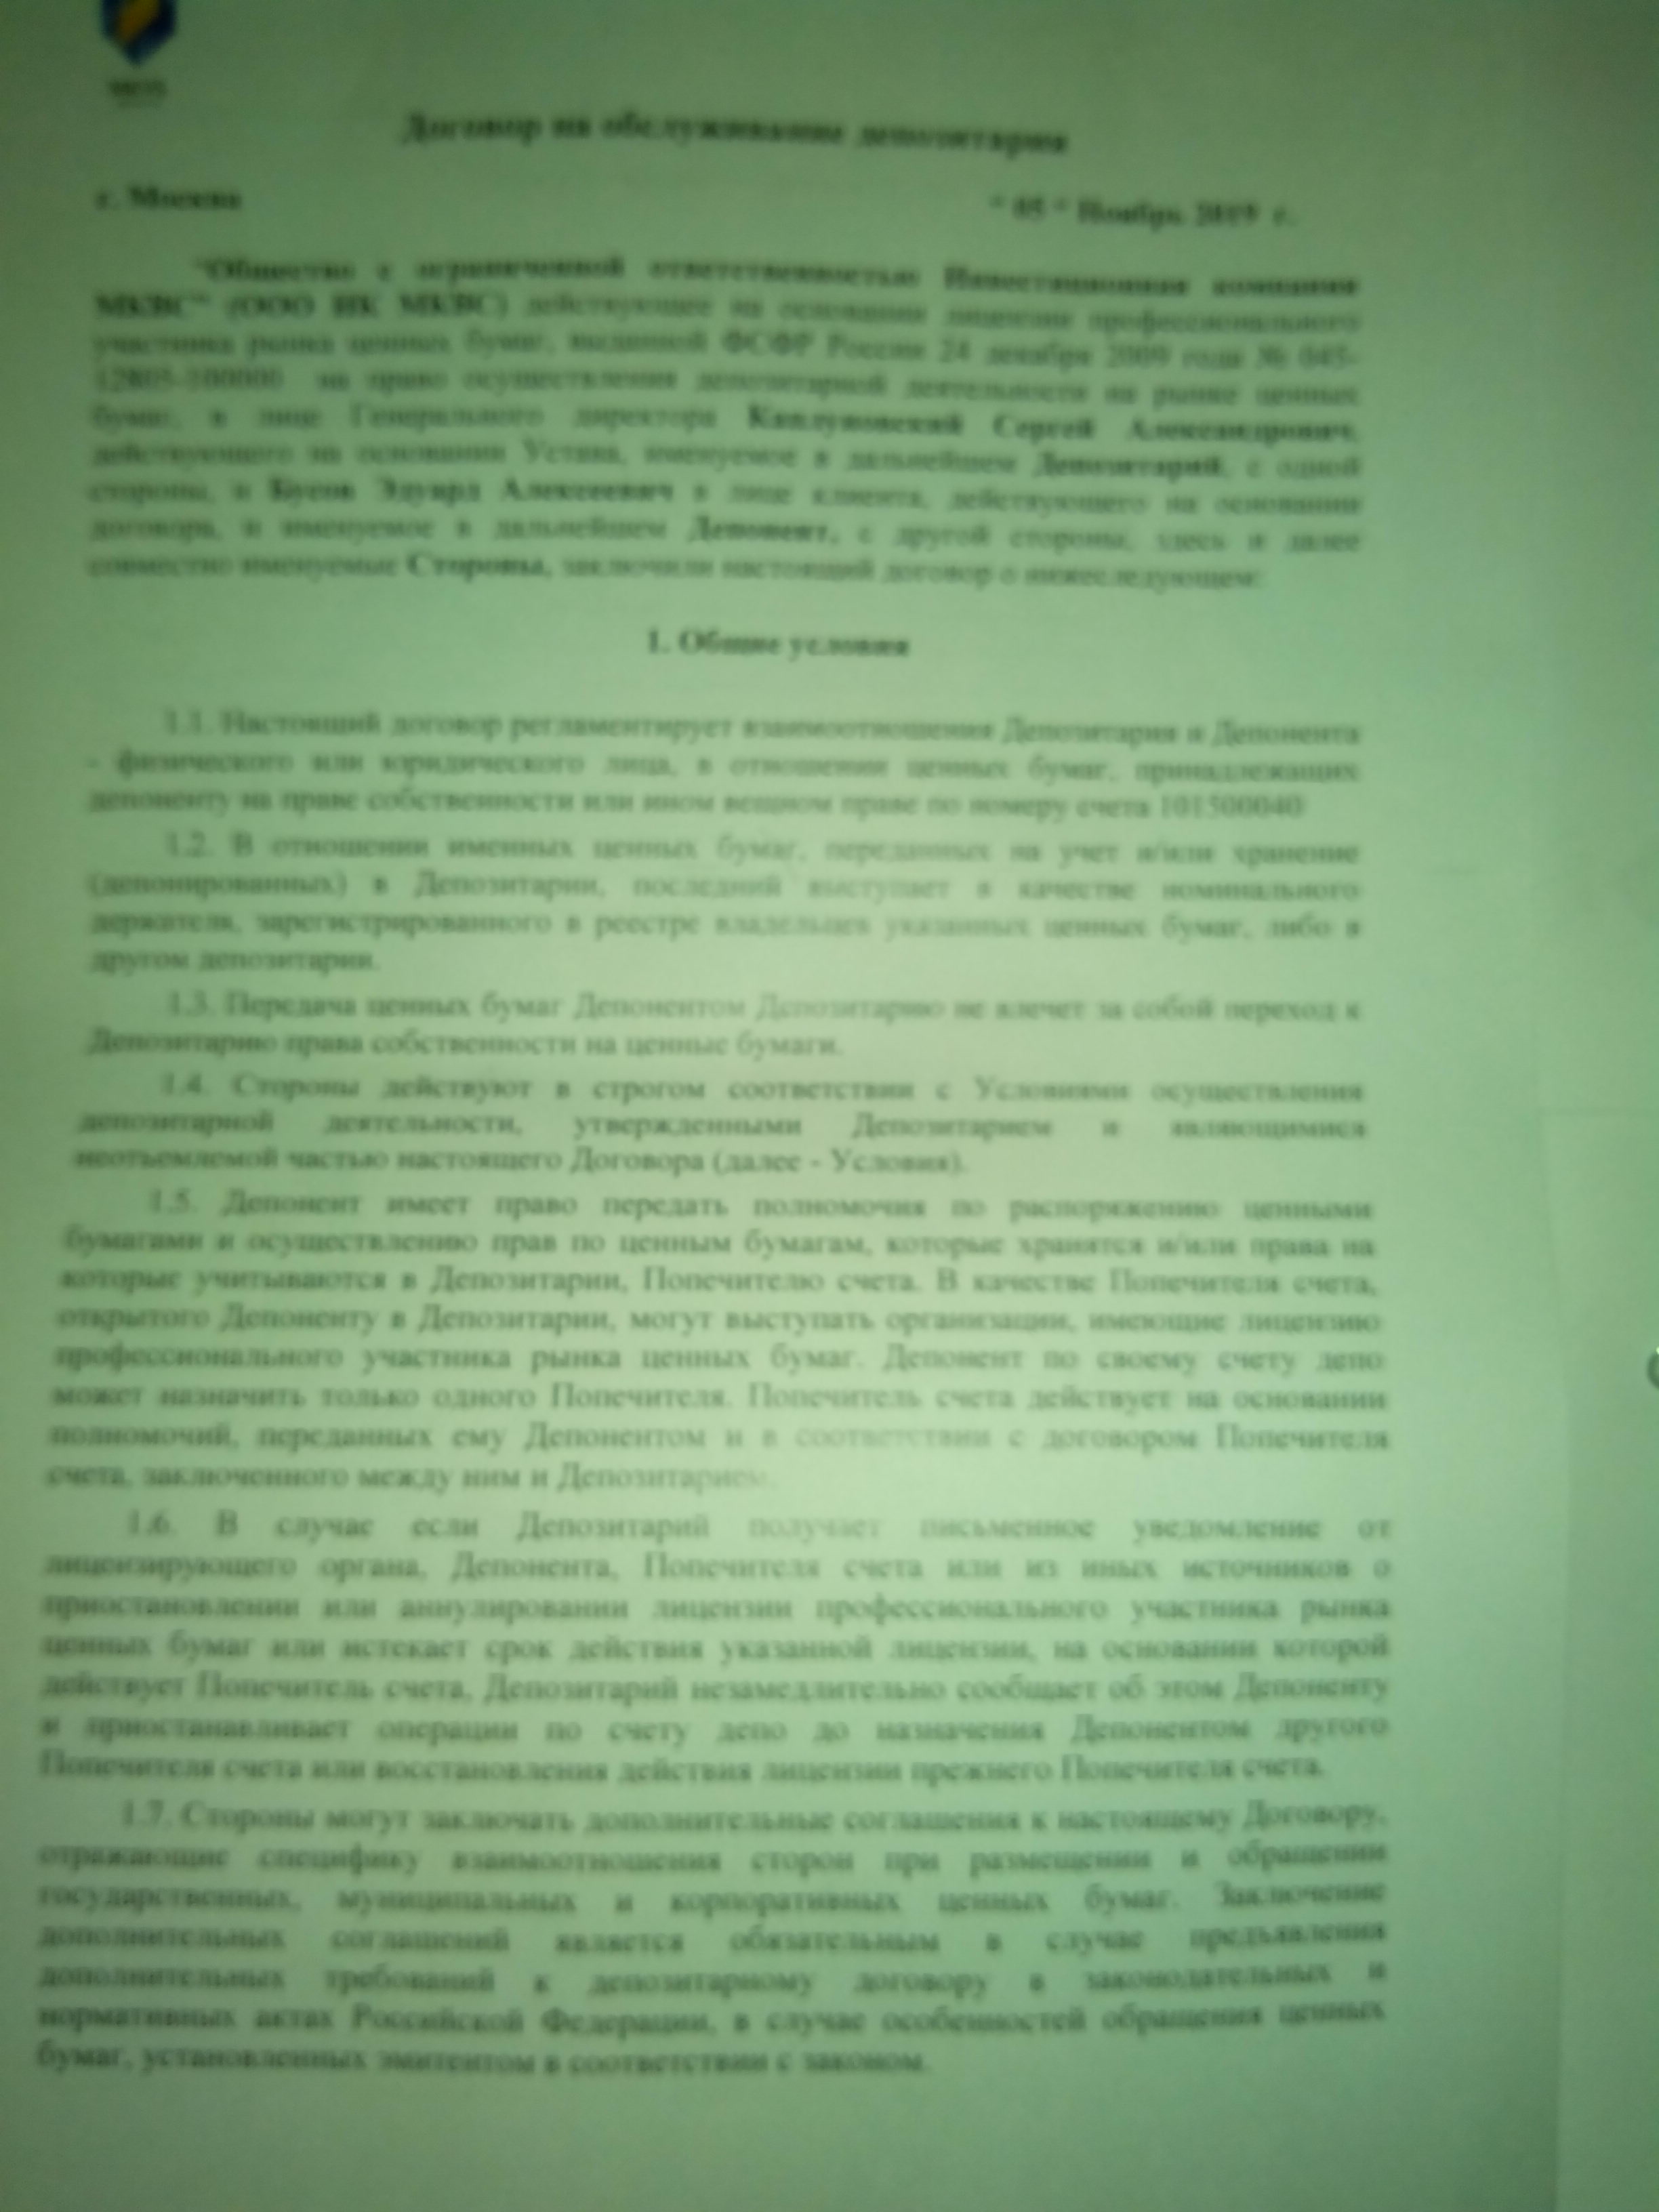 Договор на обслуживание депозитария
г. Москва " 05 " Ноябрь 2019 г.
"Общество с ограниченной ответственностью Инвестиционная компания
МКВС" (ООО ИК МКВС) действующее на основании лицензии профессионального
участника рынка ценных бумаг, выданной ФСФР России 24 декабря 2009 года № 045-
12805-100000 на право осуществления депозитарной деятельности на рынке ценных
бумаг, в лице Генерального директора Каплуновский Сергей Александрович,
действующего на основании Устава, именуемое в дальнейшем Депозитарий, с одной
стороны, и Эдуард Алексеевич в лице клиента, действующего на основании
договора, и именуемое в дальнейшем Депонент, с другой стороны, здесь и далее
совместно именуемые Стороны, заключили настоящий договор о нижеследующем:
1. Общие условия
1.1. Настоящий договор регламентирует взаимоотношения Депозитария и Депонента
- физического или юридического лица, в отношении ценных бумаг, принадлежащих
депоненту на праве собственности или ином вещном праве по номеру счета 101500040
1.2. В отношении именных ценных бумаг, переданных на учет и/или хранение
(депонированных) в Депозитарии, последний выступает в качестве номинального
держателя, зарегистрированного в реестре владельцев указанных ценных бумаг, либо в
другом депозитарии.
1.3. Передача ценных бумаг Депонентом Депозитарию не влечет за собой переход к
Депозитарию права собственности на ценные бумаги.
1.4. Стороны действуют в строгом соответствии с Условиями осуществления
депозитарной деятельности, утвержденными Депозитарием и являющимися
неотъемлемой частью настоящего Договора (далее - Условия).
1.5. Депонент имеет право передать полномочия по распоряжению ценными
бумагами и осуществлению прав по ценным бумагам, которые хранятся и/или права на
которые учитываются в Депозитарии, Попечителю счета. В качестве Попечителя счета,
открытого Депоненту в Депозитарии, могут выступать организации, имеющие лицензию
профессионального участника рынка ценных бумаг. Депонент по своему счету депо
может назначить только одного Попечителя. Попечитель счета действует на основании
полномочий, переданных ему Депонентом и в соответствии с договором Попечителя
счета, заключенного между ним и Депозитарием.
1.6. В случае если Депозитарий получает письменное уведомление от
лицензирующего органа, Депонента, Попечителя счета или из иных источников о
приостановлении или аннулировании лицензии профессионального участника рынка
ценных бумаг или истекает срок действия указанной лицензии, на основании которой
действует Попечитель счета, Депозитарий незамедлительно сообщает об этом Депоненту
и приостанавливает операции по счету депо до назначения Депонентом другого
Попечителя счета или восстановления действия лицензии прежнего Попечителя счета.
1.7. Стороны могут заключать дополнительные соглашения к настоящему Договору,
отражающие специфику взаимоотношения сторон при размещении и обращении
государственных, муниципальных и корпоративных ценных бумаг. Заключение
дополнительных соглашений является обязательным в случае предъявления
дополнительных требований к депозитарному договору в законодательных и
нормативных актах Российской Федерации, в случае особенностей обращения ценных
бумаг, установленных эмитентом в соответствии с законом.